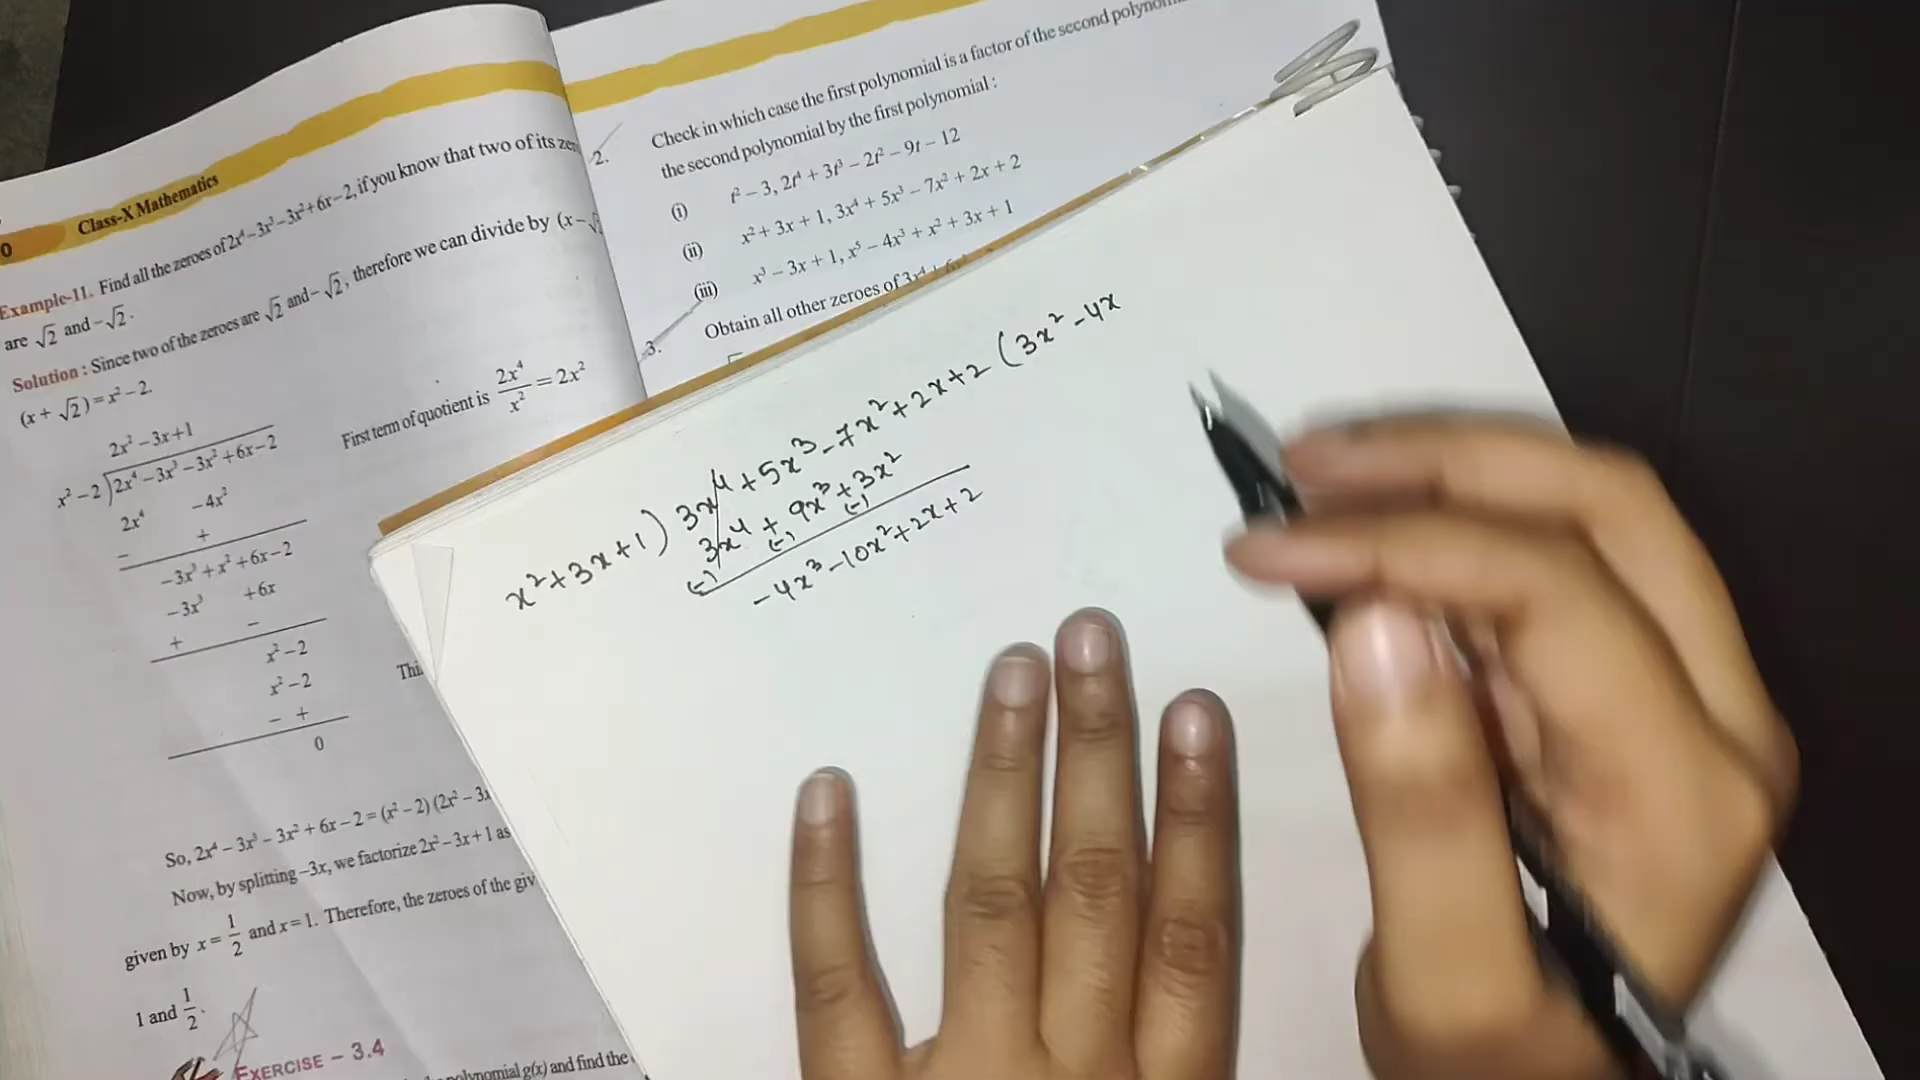 0 Class-X Mathematics
Example-11. Find all the zeroes of 2x⁴ – 3x³ – 3x² + 6x – 2, if you know that two of its
are √2 and –√2.
Solution : Since two of the zeroes are √2 and – √2, therefore we can divide by (x –
(x + √2) = x² – 2.
2x² – 3x + 1
x² – 2 ) 2x⁴ – 3x³ – 3x² + 6x – 2
2x⁴ – 4x²
– +
– 3x³ + x² + 6x – 2
– 3x³ + 6x
+ –
x² – 2
x² – 2
– +
0
First term of quotient is 2x⁴/x² = 2x²
So, 2x⁴ – 3x³ – 3x² + 6x – 2 = (x² – 2) (2x² – 3x
Now, by splitting –3x, we factorize 2x² – 3x + 1 as
given by x = 1/2 and x = 1. Therefore, the zeroes of the
1 and 1/2.
EXERCISE – 3.4
polynomial g(x) and find the
2. Check in which case the first polynomial is a factor of the second
the second polynomial by the first polynomial :
(i) t² – 3, 2t⁴ + 3t³ – 2t² – 9t – 12
(ii) x² + 3x + 1, 3x⁴ + 5x³ – 7x² + 2x + 2
(iii) x³ – 3x + 1, x⁵ – 4x³ + x² + 3x + 1
3. Obtain all other zeroes of 3x⁴
x²+3x+1 ) 3x⁴+5x³-7x²+2x+2 (3x²-4x
3x⁴ + 9x³+3x²
(-) (-) (-)
-4x³-10x²+2x+2